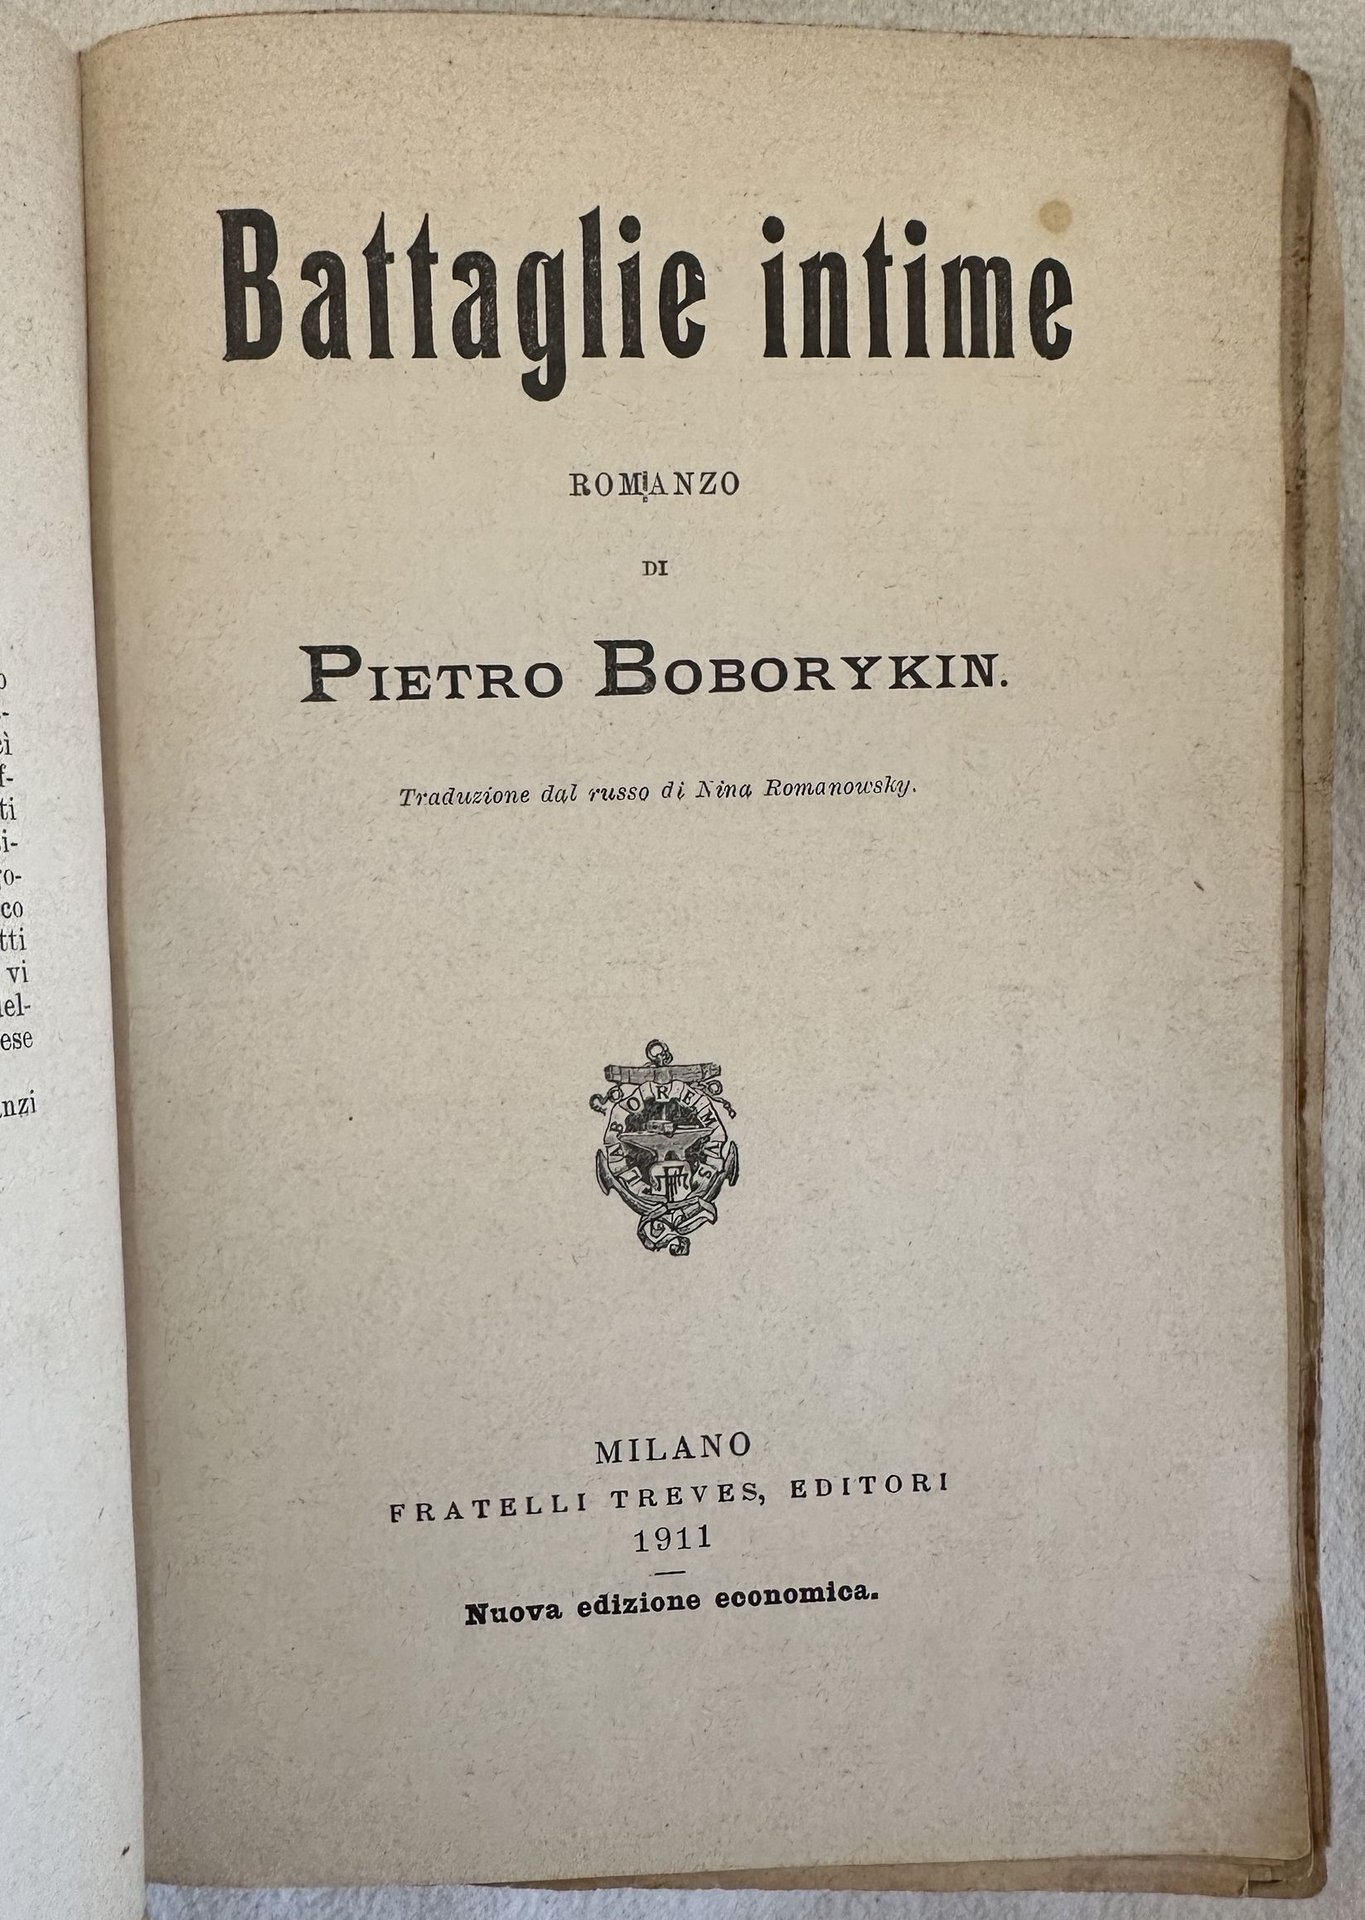 Battaglie intime
ROMANZO
DI
PIETRO BOBORYKIN.
Traduzione dal russo di Nina Romanowsky.
LABOREMVS
MILANO
FRATELLI TREVES, EDITORI
1911
Nuova edizione economica.